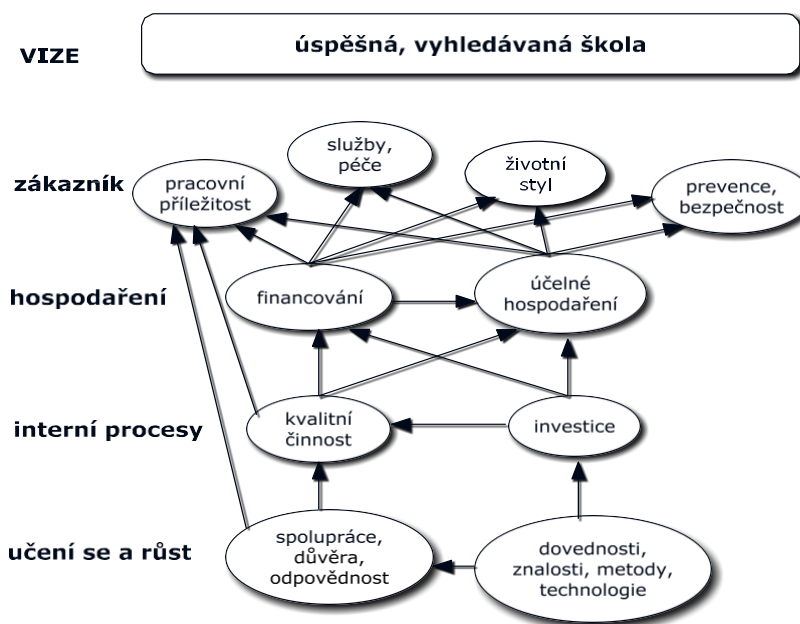 VIZE
úspěšná, vyhledávaná škola
zákazník
pracovní
příležitost
služby,
péče
životní
styl
prevence,
bezpečnost
hospodaření
financování
účelné
hospodaření
interní procesy
kvalitní
činnost
investice
učení se a růst
spolupráce,
důvěra,
odpovědnost
dovednosti,
znalosti, metody,
technologie